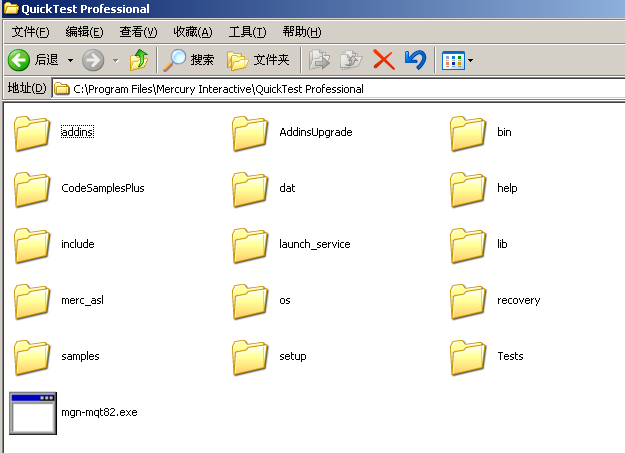 QuickTest Professional
文件(F) 编辑(E) 查看(V) 收藏(A) 工具(T) 帮助(H)
后退 搜索 文件夹
地址(D) C:\Program Files\Mercury Interactive\QuickTest Professional
addins AddinsUpgrade bin
CodeSamplesPlus dat help
include launch_service lib
merc_asl os recovery
samples setup Tests
mgn-mqt82.exe